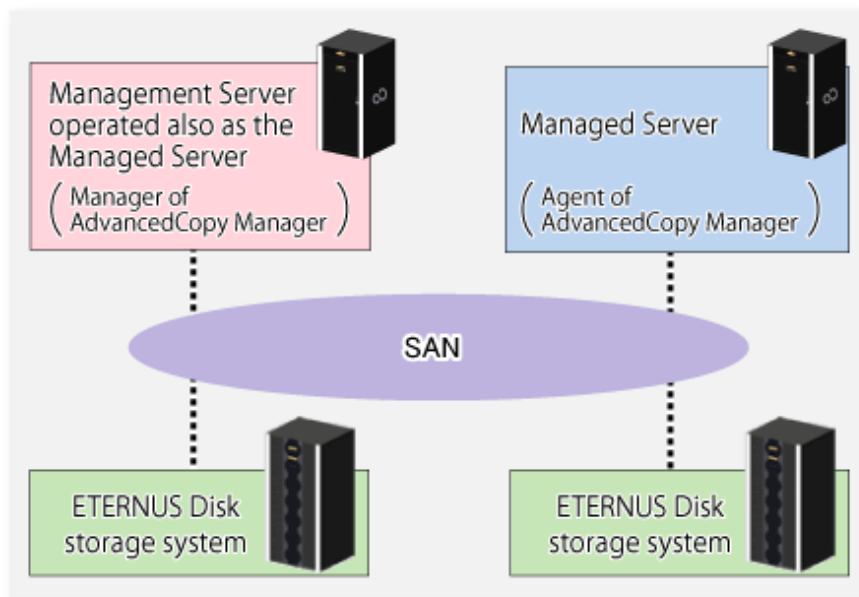 Management Server
operated also as the
Managed Server
( Manager of
AdvancedCopy Manager )
Managed Server
( Agent of
AdvancedCopy Manager )
SAN
ETERNUS Disk
storage system
ETERNUS Disk
storage system